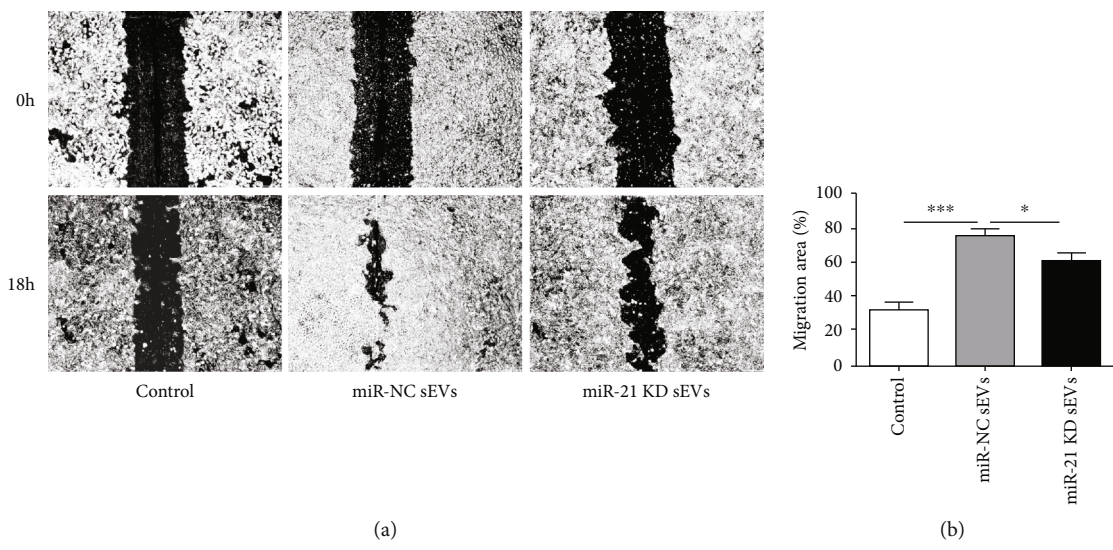 0h
18h
Control
miR-NC sEVs
miR-21 KD sEVs
(a)
Migration area (%)
100
80
60
40
20
0
***
*
Control
miR-NC sEVs
miR-21 KD sEVs
(b)